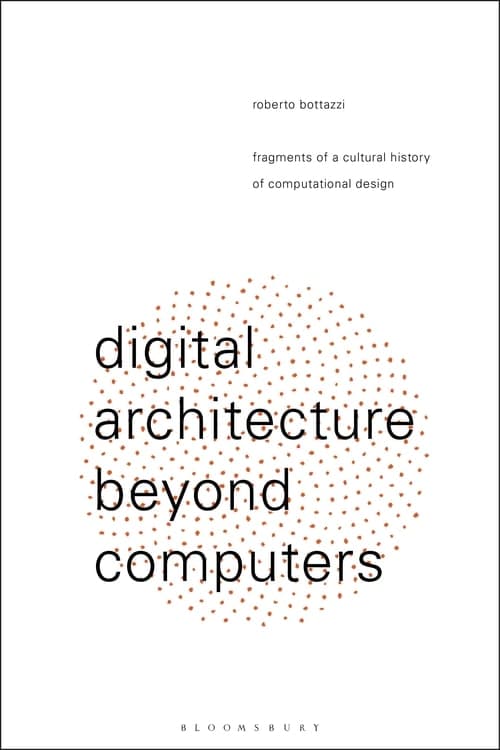 roberto bottazzi
fragments of a cultural history
of computational design
digital
architecture
beyond
computers
BLOOMSBURY